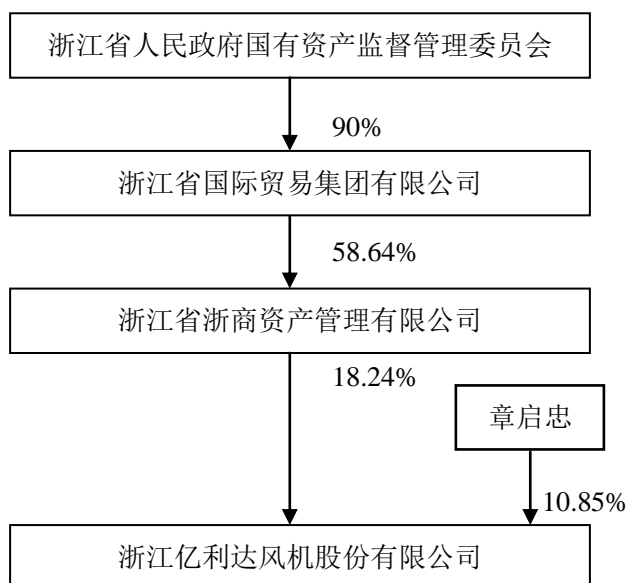 浙江省人民政府国有资产监督管理委员会
90%
浙江省国际贸易集团有限公司
58.64%
浙江省浙商资产管理有限公司
18.24%
章启忠
10.85%
浙江亿利达风机股份有限公司